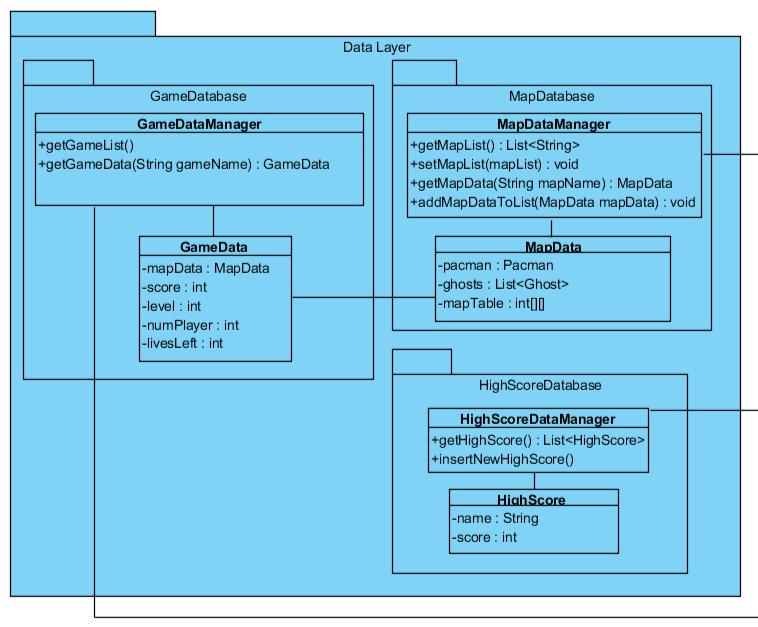 Data Layer
GameDatabase
GameDataManager
+getGameList()
+getGameData(String gameName) : GameData
GameData
-mapData : MapData
-score : int
-level : int
-numPlayer : int
-livesLeft : int
MapDatabase
MapDataManager
+getMapList() : List<String>
+setMapList(mapList) : void
+getMapData(String mapName) : MapData
+addMapDataToList(MapData mapData) : void
MapData
-pacman : Pacman
-ghosts : List<Ghost>
-mapTable : int[][]
HighScoreDatabase
HighScoreDataManager
+getHighScore() : List<HighScore>
+insertNewHighScore()
HighScore
-name : String
-score : int